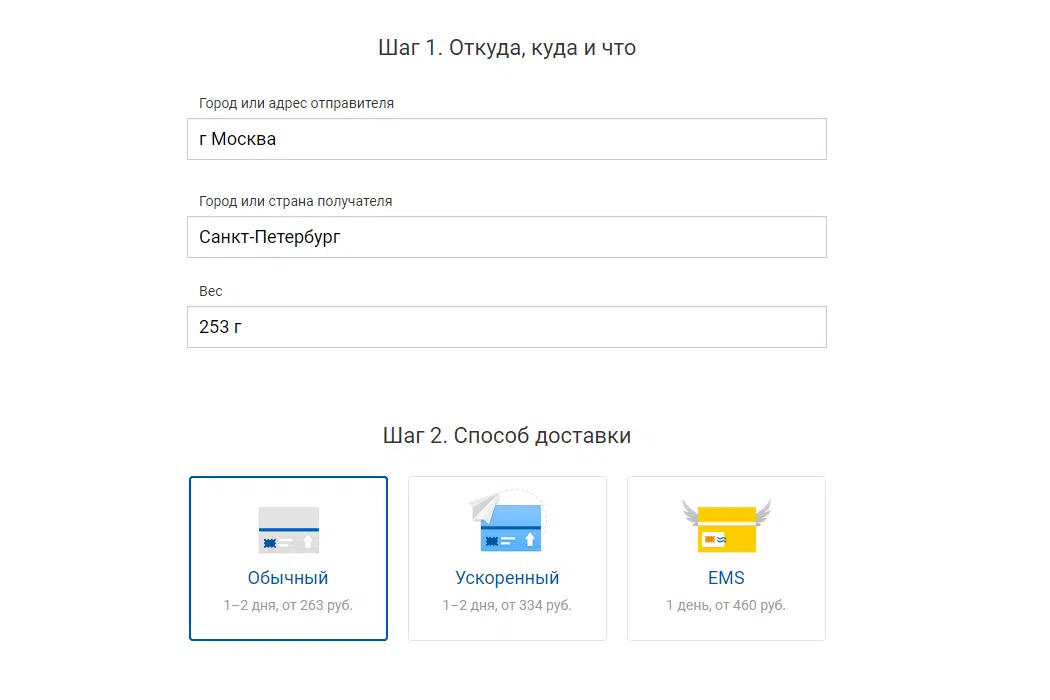 Шаг 1. Откуда, куда и что
Город или адрес отправителя
г Москва
Город или страна получателя
Санкт-Петербург
Вес
253 г
Шаг 2. Способ доставки
Обычный
1–2 дня, от 263 руб.
Ускоренный
1–2 дня, от 334 руб.
EMS
1 день, от 460 руб.